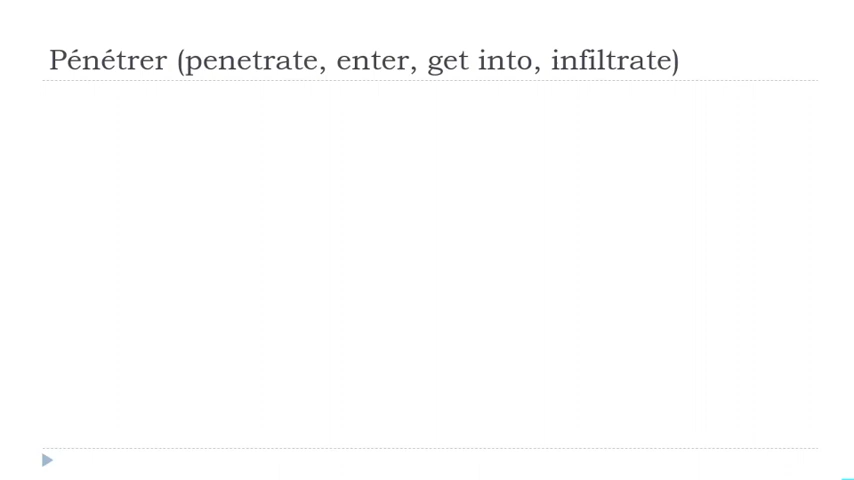 Pénétrer (penetrate, enter, get into, infiltrate)